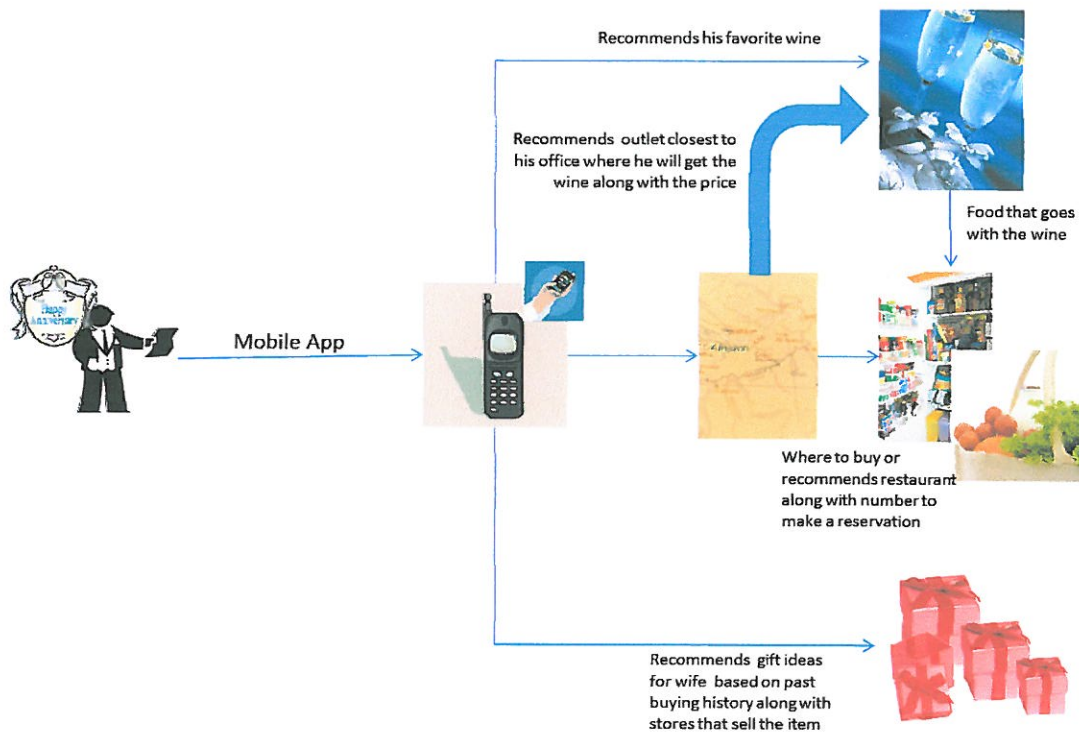 Recommends his favorite wine
Recommends outlet closest to
his office where he will get the
wine along with the price
Food that goes
with the wine
Happy
Anniversary
Mobile App
Where to buy or
recommends restaurant
along with number to
make a reservation
Recommends gift ideas
for wife based on past
buying history along with
stores that sell the item